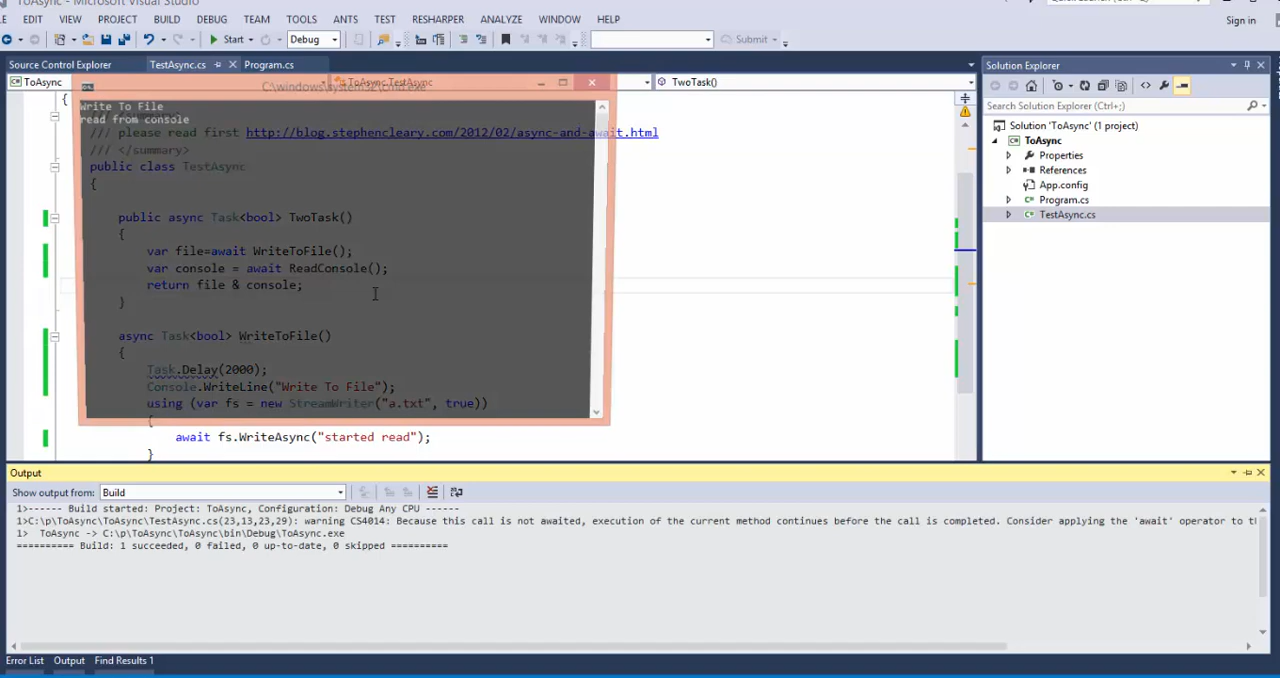 ToAsync - Microsoft Visual Studio
EDIT VIEW PROJECT BUILD DEBUG TEAM TOOLS ANTS TEST RESHARPER ANALYZE WINDOW HELP
Sign in
Start Debug Submit
Source Control Explorer TestAsync.cs Program.cs
ToAsync ToAsync.TestAsync TwoTask()
C:\windows\system32\cmd.exe
Write To File
read from console
{
/// please read first http://blog.stephencleary.com/2012/02/async-and-await.html
/// </summary>
public class TestAsync
{
public async Task<bool> TwoTask()
{
var file=await WriteToFile();
var console = await ReadConsole();
return file & console;
}
async Task<bool> WriteToFile()
{
Task.Delay(2000);
Console.WriteLine("Write To File");
using (var fs = new StreamWriter("a.txt", true))
{
await fs.WriteAsync("started read");
}
Solution Explorer
Search Solution Explorer (Ctrl+;)
Solution 'ToAsync' (1 project)
ToAsync
Properties
References
App.config
Program.cs
TestAsync.cs
Output
Show output from: Build
1>------ Build started: Project: ToAsync, Configuration: Debug Any CPU ------
1>C:\p\ToAsync\ToAsync\TestAsync.cs(23,13,23,29): warning CS4014: Because this call is not awaited, execution of the current method continues before the call is completed. Consider applying the 'await' operator to th
1> ToAsync -> C:\p\ToAsync\ToAsync\bin\Debug\ToAsync.exe
========== Build: 1 succeeded, 0 failed, 0 up-to-date, 0 skipped ==========
Error List Output Find Results 1